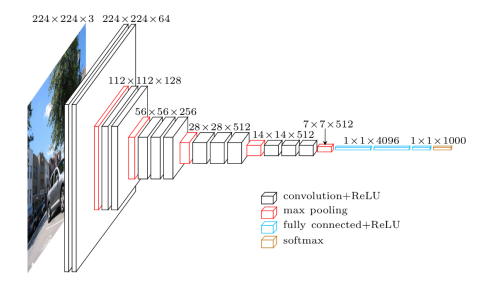 224×224×3
224×224×64
112×112×128
56×56×256
28×28×512
14×14×512
7×7×512
1×1×4096
1×1×1000
convolution+ReLU
max pooling
fully connected+ReLU
softmax